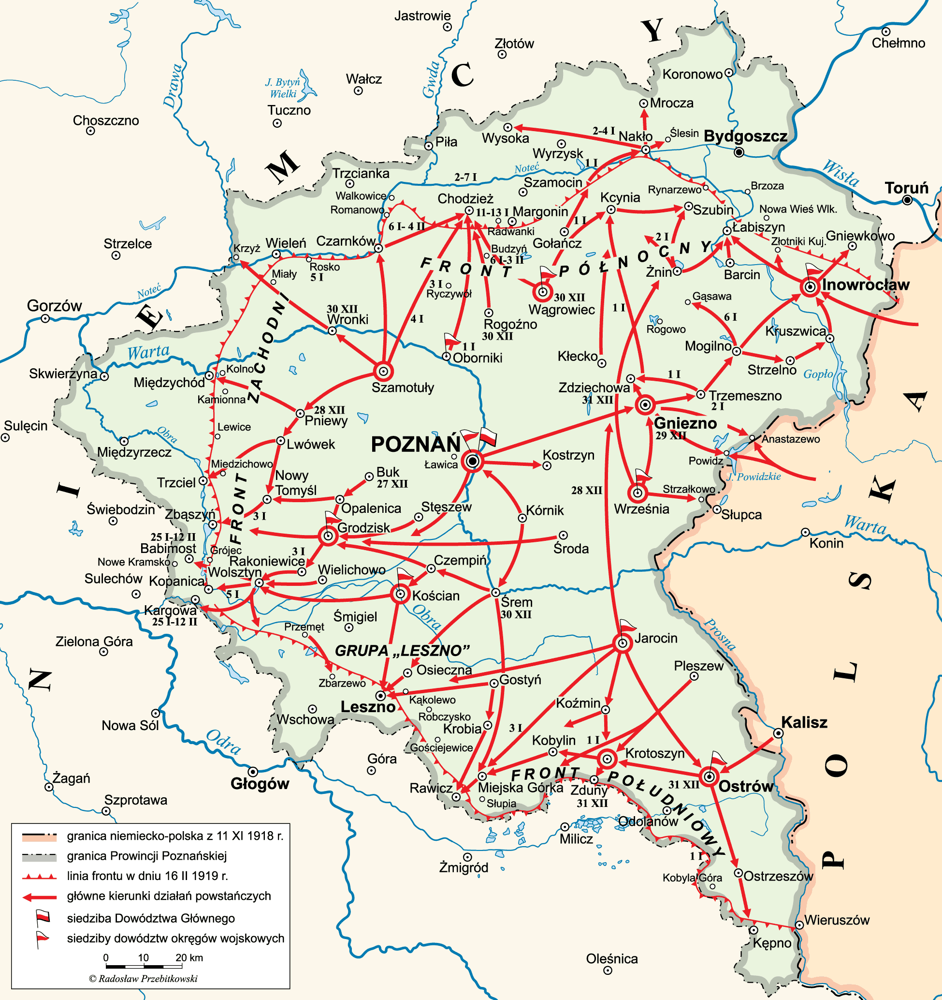 Jastrowie
Złotów
Chełmno
Koronowo
Wałcz
J. Bytyń
Wielki
Tuczno
Choszczno
Drawa
Gwda
N I E M C Y
Mrocza
Wysoka
2-4 I
Nakło
Ślesin
Bydgoszcz
Piła
Wyrzysk
1 I
Noteć
Wisła
Trzcianka
2-7 I
Szamocin
Rynarzewo
Brzoza
Toruń
Walkowice
Chodzież
Kcynia
Romanowo
11-13 I
Margonin
Szubin
Nowa Wieś Wlk.
6 I- 4 II
1 I
Radwanki
Łabiszyn
Czarnków
Gołańcz
2 I
Złotniki Kuj.
Gniewkowo
Strzelce
Krzyż
Wieleń
Rosko
5 I
Budzyń
6 I-3 II
FRONT PÓŁNOCNY
Żnin
Barcin
Miały
3 I
Ryczywół
Inowrocław
Noteć
Gorzów
30 XII
Wronki
4 I
30 XII
Wągrowiec
1 I
Gąsawa
6 I
Rogoźno
30 XII
Rogowo
Kruszwica
Warta
1 I
Oborniki
Kłecko
Mogilno
Strzelno
Gopło
Skwierzyna
Kolno
Międzychód
Kamionna
FRONT ZACHODNI
Szamotuły
Zdziechowa
31 XII
1 I
Trzemeszno
2 I
28 XII
Pniewy
Sulęcin
Obra
Lewice
Gniezno
29 XII
Międzyrzecz
Lwówek
POZNAŃ
Ławica
Kostrzyn
Anastazewo
Powidz
J. Powidzkie
Miedzichowo
Trzciel
Nowy
Tomyśl
Buk
27 XII
28 XII
Strzałkowo
Września
Słupca
Opalenica
Stęszew
Kórnik
Świebodzin
Zbąszyń
3 I
Grodzisk
Warta
Konin
25 I-12 II
Babimost
Grójec
3 I
Środa
Nowe Kramsko
Rakoniewice
Czempiń
Sulechów
Kopanica
Wolsztyn
Wielichowo
5 I
Kościan
Śrem
30 XII
Kargowa
25 I-12 II
Śmigiel
Obra
Prosna
Przemęt
Zielona Góra
GRUPA „LESZNO”
Jarocin
Osieczna
Pleszew
Zbarzewo
Gostyń
Kąkolewo
Leszno
Koźmin
Wschowa
Robczysko
Krobia
3 I
Nowa Sól
Odra
Gościejewice
Kobylin
1 I
Kalisz
Krotoszyn
Góra
FRONT POŁUDNIOWY
Żagań
Głogów
Rawicz
Miejska Górka
Zduny
31 XII
31 XII
Ostrów
Szprotawa
Słupia
Odolanów
Milicz
Żmigród
1 I
Kobyla Góra
Ostrzeszów
Wieruszów
Kępno
Oleśnica
POLSKA
granica niemiecko-polska z 11 XI 1918 r.
granica Prowincji Poznańskiej
linia frontu w dniu 16 II 1919 r.
główne kierunki działań powstańczych
siedziba Dowództwa Głównego
siedziby dowództw okręgów wojskowych
0 10 20 km
© Radosław Przebitkowski